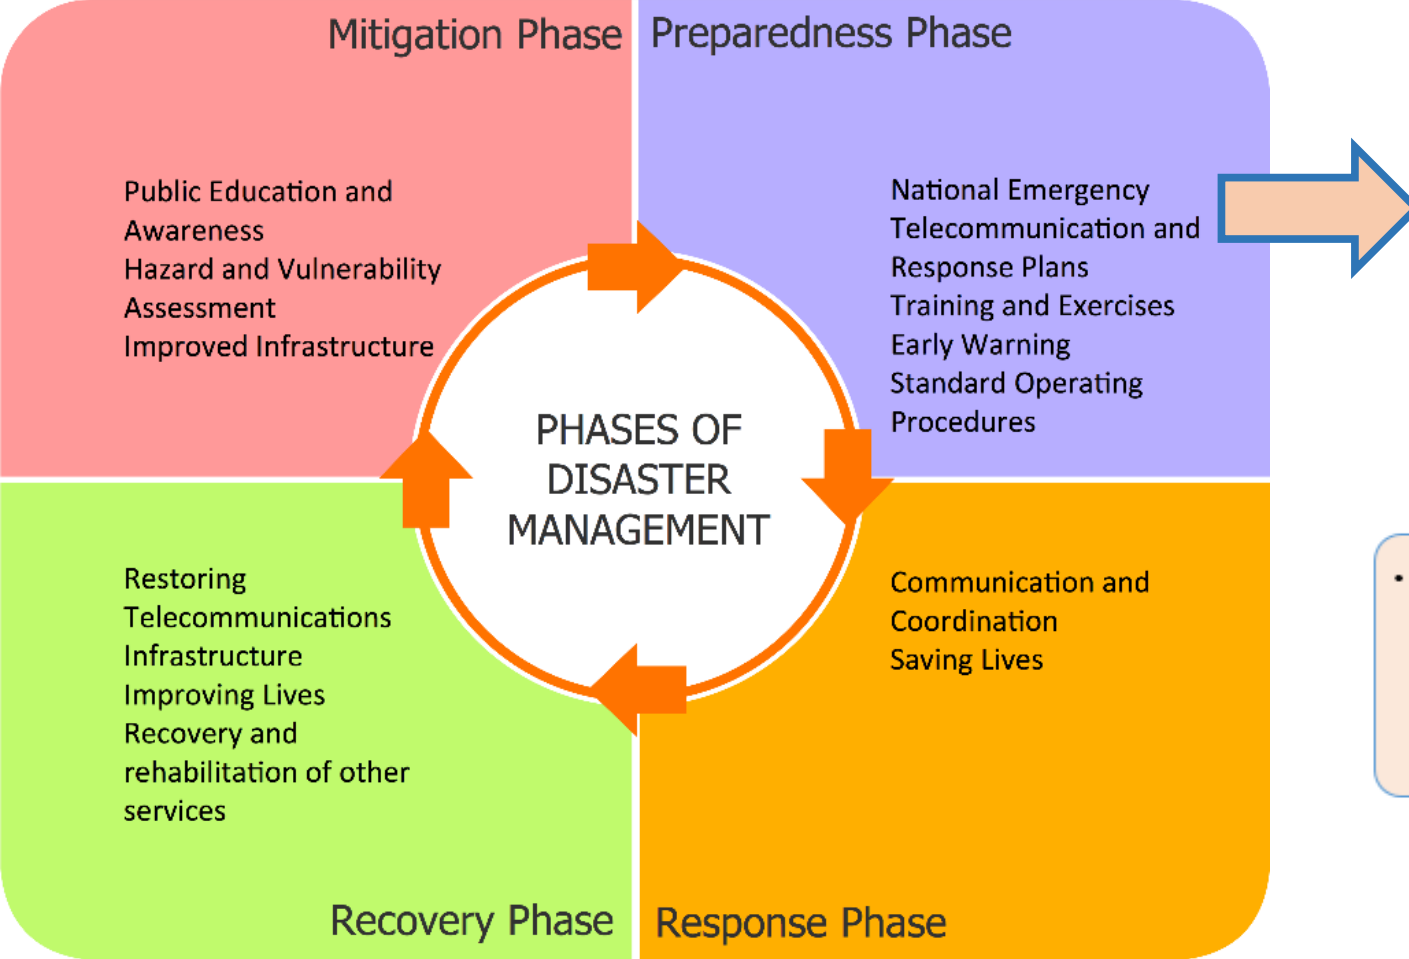 Mitigation Phase
Preparedness Phase
Public Education and
Awareness
Hazard and Vulnerability
Assessment
Improved Infrastructure
National Emergency
Telecommunication and
Response Plans
Training and Exercises
Early Warning
Standard Operating
Procedures
PHASES OF
DISASTER
MANAGEMENT
Restoring
Telecommunications
Infrastructure
Improving Lives
Recovery and
rehabilitation of other
services
Communication and
Coordination
Saving Lives
Recovery Phase
Response Phase